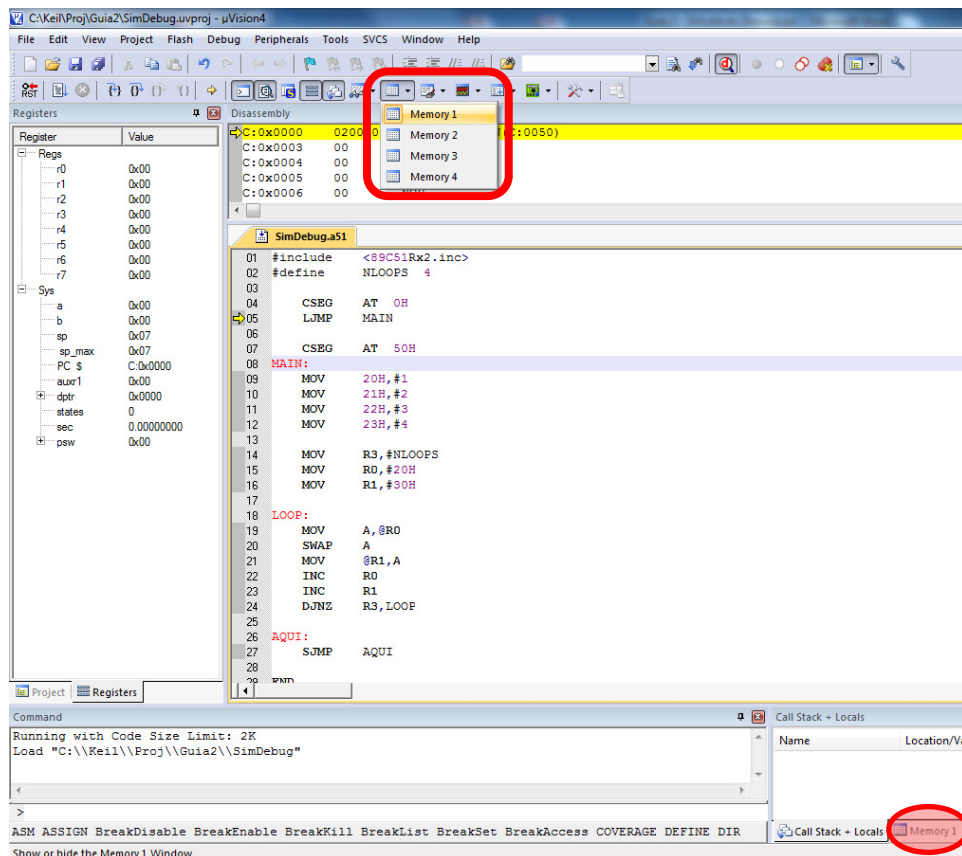 C:\Keil\Proj\Guia2\SimDebug.uvproj - µVision4
File Edit View Project Flash Debug Peripherals Tools SVCS Window Help
RST
Registers
Register Value
Regs
r0 0x00
r1 0x00
r2 0x00
r3 0x00
r4 0x00
r5 0x00
r6 0x00
r7 0x00
Sys
a 0x00
b 0x00
sp 0x07
sp_max 0x07
PC $ C:0x0000
auxr1 0x00
dptr 0x0000
states 0
sec 0.00000000
psw 0x00
Project Registers
Disassembly
C:0x0000 0200 C:0050)
C:0x0003 00
C:0x0004 00
C:0x0005 00
C:0x0006 00
Memory 1
Memory 2
Memory 3
Memory 4
SimDebug.a51
01 #include <89C51Rx2.inc>
02 #define NLOOPS 4
03
04 CSEG AT 0H
05 LJMP MAIN
06
07 CSEG AT 50H
08 MAIN:
09 MOV 20H,#1
10 MOV 21H,#2
11 MOV 22H,#3
12 MOV 23H,#4
13
14 MOV R3,#NLOOPS
15 MOV R0,#20H
16 MOV R1,#30H
17
18 LOOP:
19 MOV A,@R0
20 SWAP A
21 MOV @R1,A
22 INC R0
23 INC R1
24 DJNZ R3,LOOP
25
26 AQUI:
27 SJMP AQUI
28
29 END
Command
Running with Code Size Limit: 2K
Load "C:\\Keil\\Proj\\Guia2\\SimDebug"
>
ASM ASSIGN BreakDisable BreakEnable BreakKill BreakList BreakSet BreakAccess COVERAGE DEFINE DIR
Call Stack + Locals
Name Location/Va
Call Stack + Locals Memory 1
Show or hide the Memory 1 Window